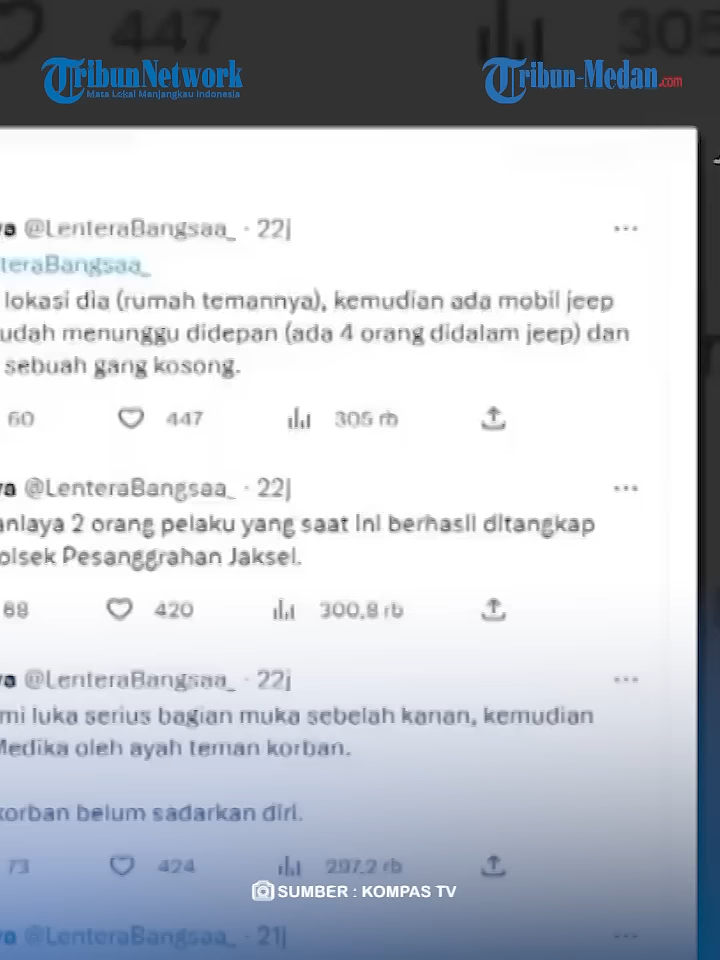 447
305
TribunNetwork
Mata Lokal Menjangkau Indonesia
Tribun-Medan.com
@LenteraBangsaa_ · 22j
teraBangsaa_
lokasi dia (rumah temannya), kemudian ada mobil jeep
udah menunggu didepan (ada 4 orang didalam jeep) dan
sebuah gang kosong.
60 447 305 rb
@LenteraBangsaa_ · 22j
aniaya 2 orang pelaku yang saat ini berhasil ditangkap
olsek Pesanggrahan Jaksel.
68 420 300,8 rb
@LenteraBangsaa_ · 22j
mi luka serius bagian muka sebelah kanan, kemudian
Medika oleh ayah teman korban.
korban belum sadarkan diri.
73 424 297,2 rb
SUMBER : KOMPAS TV
@LenteraBangsaa_ · 21j